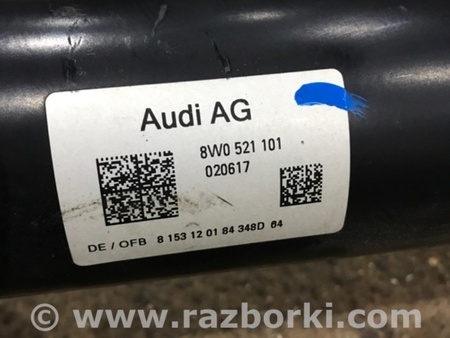 Audi AG
8W0 521 101
020617
DE / OFB 8 153 12 01 84 348D 64
© www.razborki.com